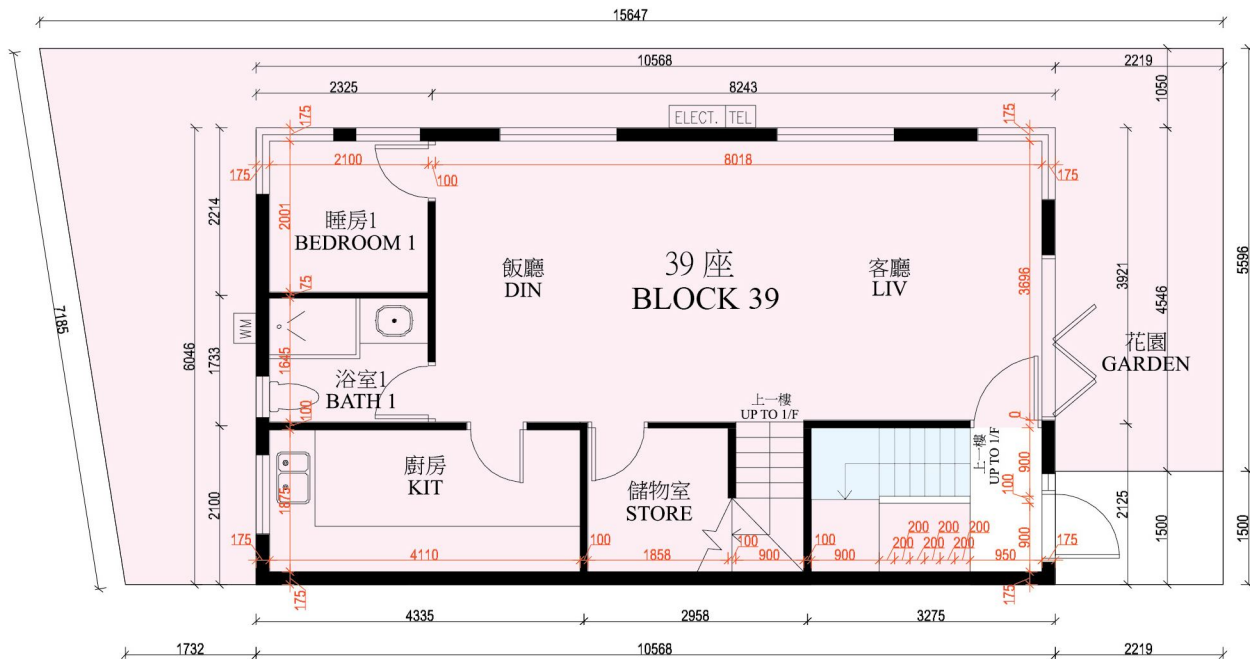 15647
10568
2219
2325
8243
1050
ELECT. TEL
175
175
175
2100
100
8018
175
7185
6046
2214
2001
睡房1
BEDROOM 1
飯廳
DIN
39 座
BLOCK 39
客廳
LIV
3696
3921
4546
5596
75
WM
1733
1645
浴室1
BATH 1
花園
GARDEN
100
上一樓
UP TO 1/F
0
廚房
KIT
儲物室
STORE
上一樓
UP TO 1/F
900
100
2100
1875
2125
1500
1500
900
175
4110
100
1858
100
900
100
900
200 200 200
200 200 200
950
175
175
175
4335
2958
3275
1732
10568
2219